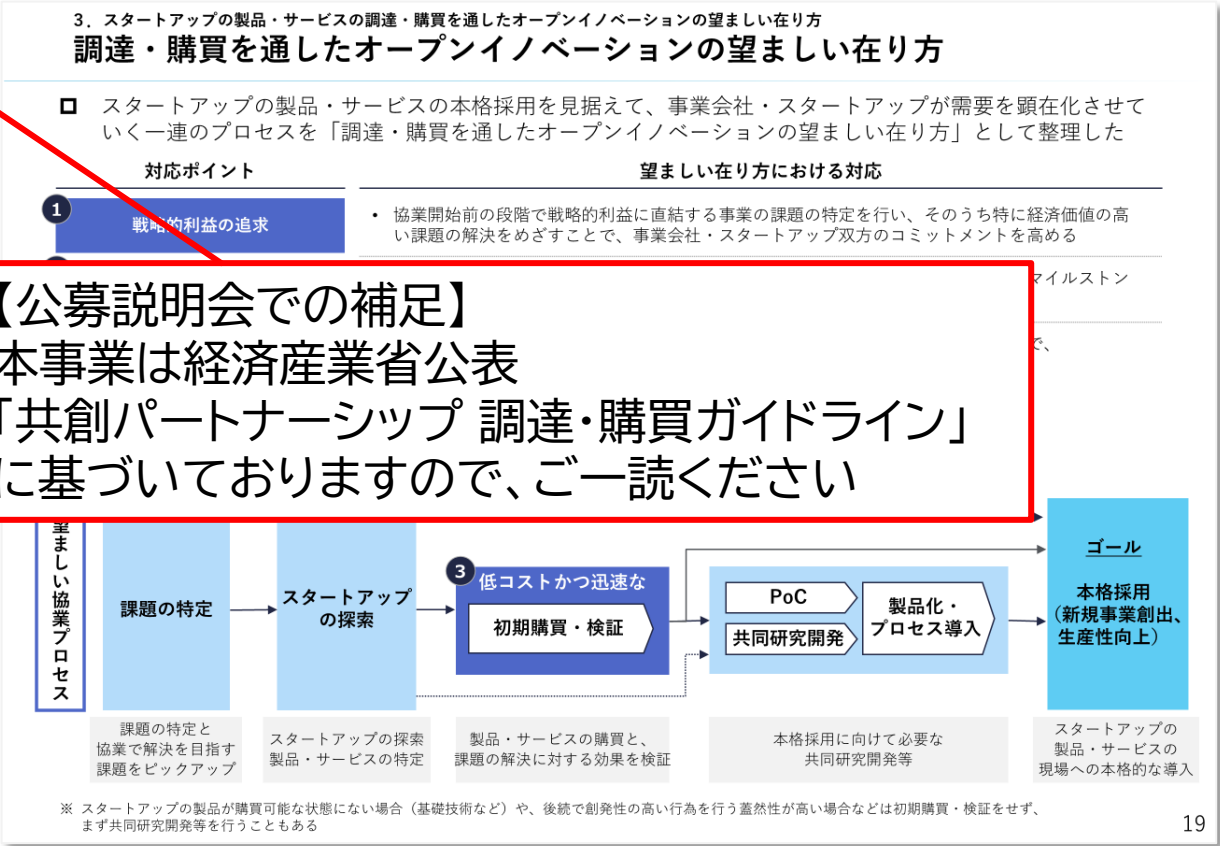 3．スタートアップの製品・サービスの調達・購買を通したオープンイノベーションの望ましい在り方
調達・購買を通したオープンイノベーションの望ましい在り方
スタートアップの製品・サービスの本格採用を見据えて、事業会社・スタートアップが需要を顕在化させて
いく一連のプロセスを「調達・購買を通したオープンイノベーションの望ましい在り方」として整理した
対応ポイント
望ましい在り方における対応
1
戦略的利益の追求
• 協業開始前の段階で戦略的利益に直結する事業の課題の特定を行い、そのうち特に経済価値の高
い課題の解決をめざすことで、事業会社・スタートアップ双方のコミットメントを高める
マイルストン
で、
【公募説明会での補足】
本事業は経済産業省公表
「共創パートナーシップ 調達・購買ガイドライン」
に基づいておりますので、ご一読ください
望ましい協業プロセス
課題の特定
スタートアップ
の探索
3
低コストかつ迅速な
初期購買・検証
PoC
共同研究開発
製品化・
プロセス導入
ゴール
本格採用
（新規事業創出、
生産性向上）
課題の特定と
協業で解決を目指す
課題をピックアップ
スタートアップの探索
製品・サービスの特定
製品・サービスの購買と、
課題の解決に対する効果を検証
本格採用に向けて必要な
共同研究開発等
スタートアップの
製品・サービスの
現場への本格的な導入
※ スタートアップの製品が購買可能な状態にない場合（基礎技術など）や、後続で創発性の高い行為を行う蓋然性が高い場合などは初期購買・検証をせず、
まず共同研究開発等を行うこともある
19